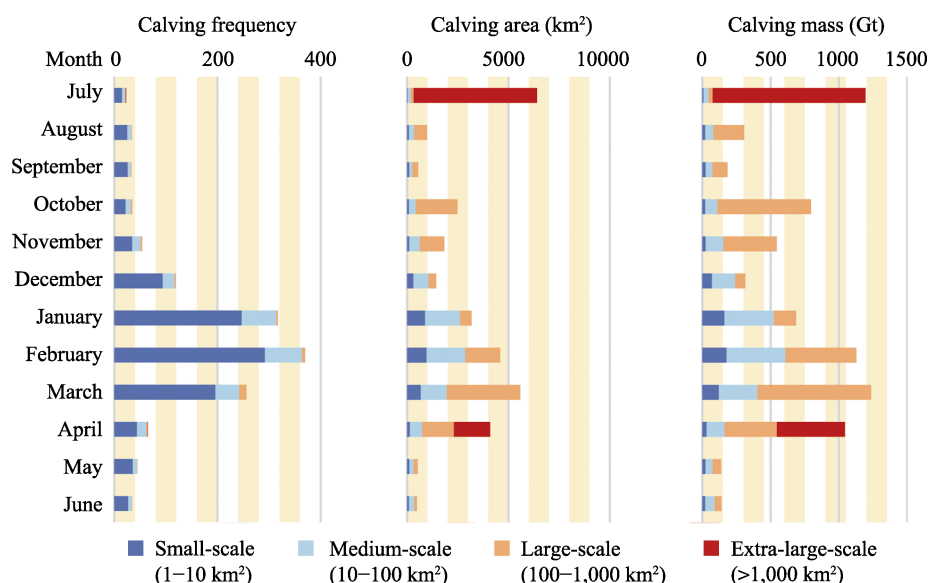 Calving frequency Calving area (km²) Calving mass (Gt)
Month 0 200 400 0 5000 10000 0 500 1000 1500
July
August
September
October
November
December
January
February
March
April
May
June
Small-scale Medium-scale Large-scale Extra-large-scale
(1−10 km²) (10−100 km²) (100−1,000 km²) (>1,000 km²)